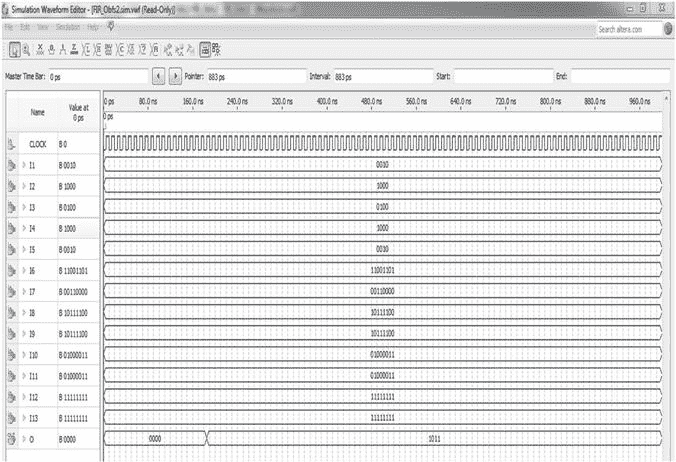 Simulation Waveform Editor - [FIR_Obfs2.sim.vwf (Read-Only)]
File Edit View Simulation Help
Search altera.com
Master Time Bar: 0 ps Pointer: 883 ps Interval: 883 ps Start: End:
Name Value at 0 ps
0 ps 80.0 ns 160.0 ns 240.0 ns 320.0 ns 400.0 ns 480.0 ns 560.0 ns 640.0 ns 720.0 ns 800.0 ns 880.0 ns 960.0 ns
0 ps
CLOCK B 0
I1 B 0010 0010
I2 B 1000 1000
I3 B 0100 0100
I4 B 1000 1000
I5 B 0010 0010
I6 B 11001101 11001101
I7 B 00110000 00110000
I8 B 10111100 10111100
I9 B 10111100 10111100
I10 B 01000011 01000011
I11 B 01000011 01000011
I12 B 11111111 11111111
I13 B 11111111 11111111
O B 0000 0000 1011